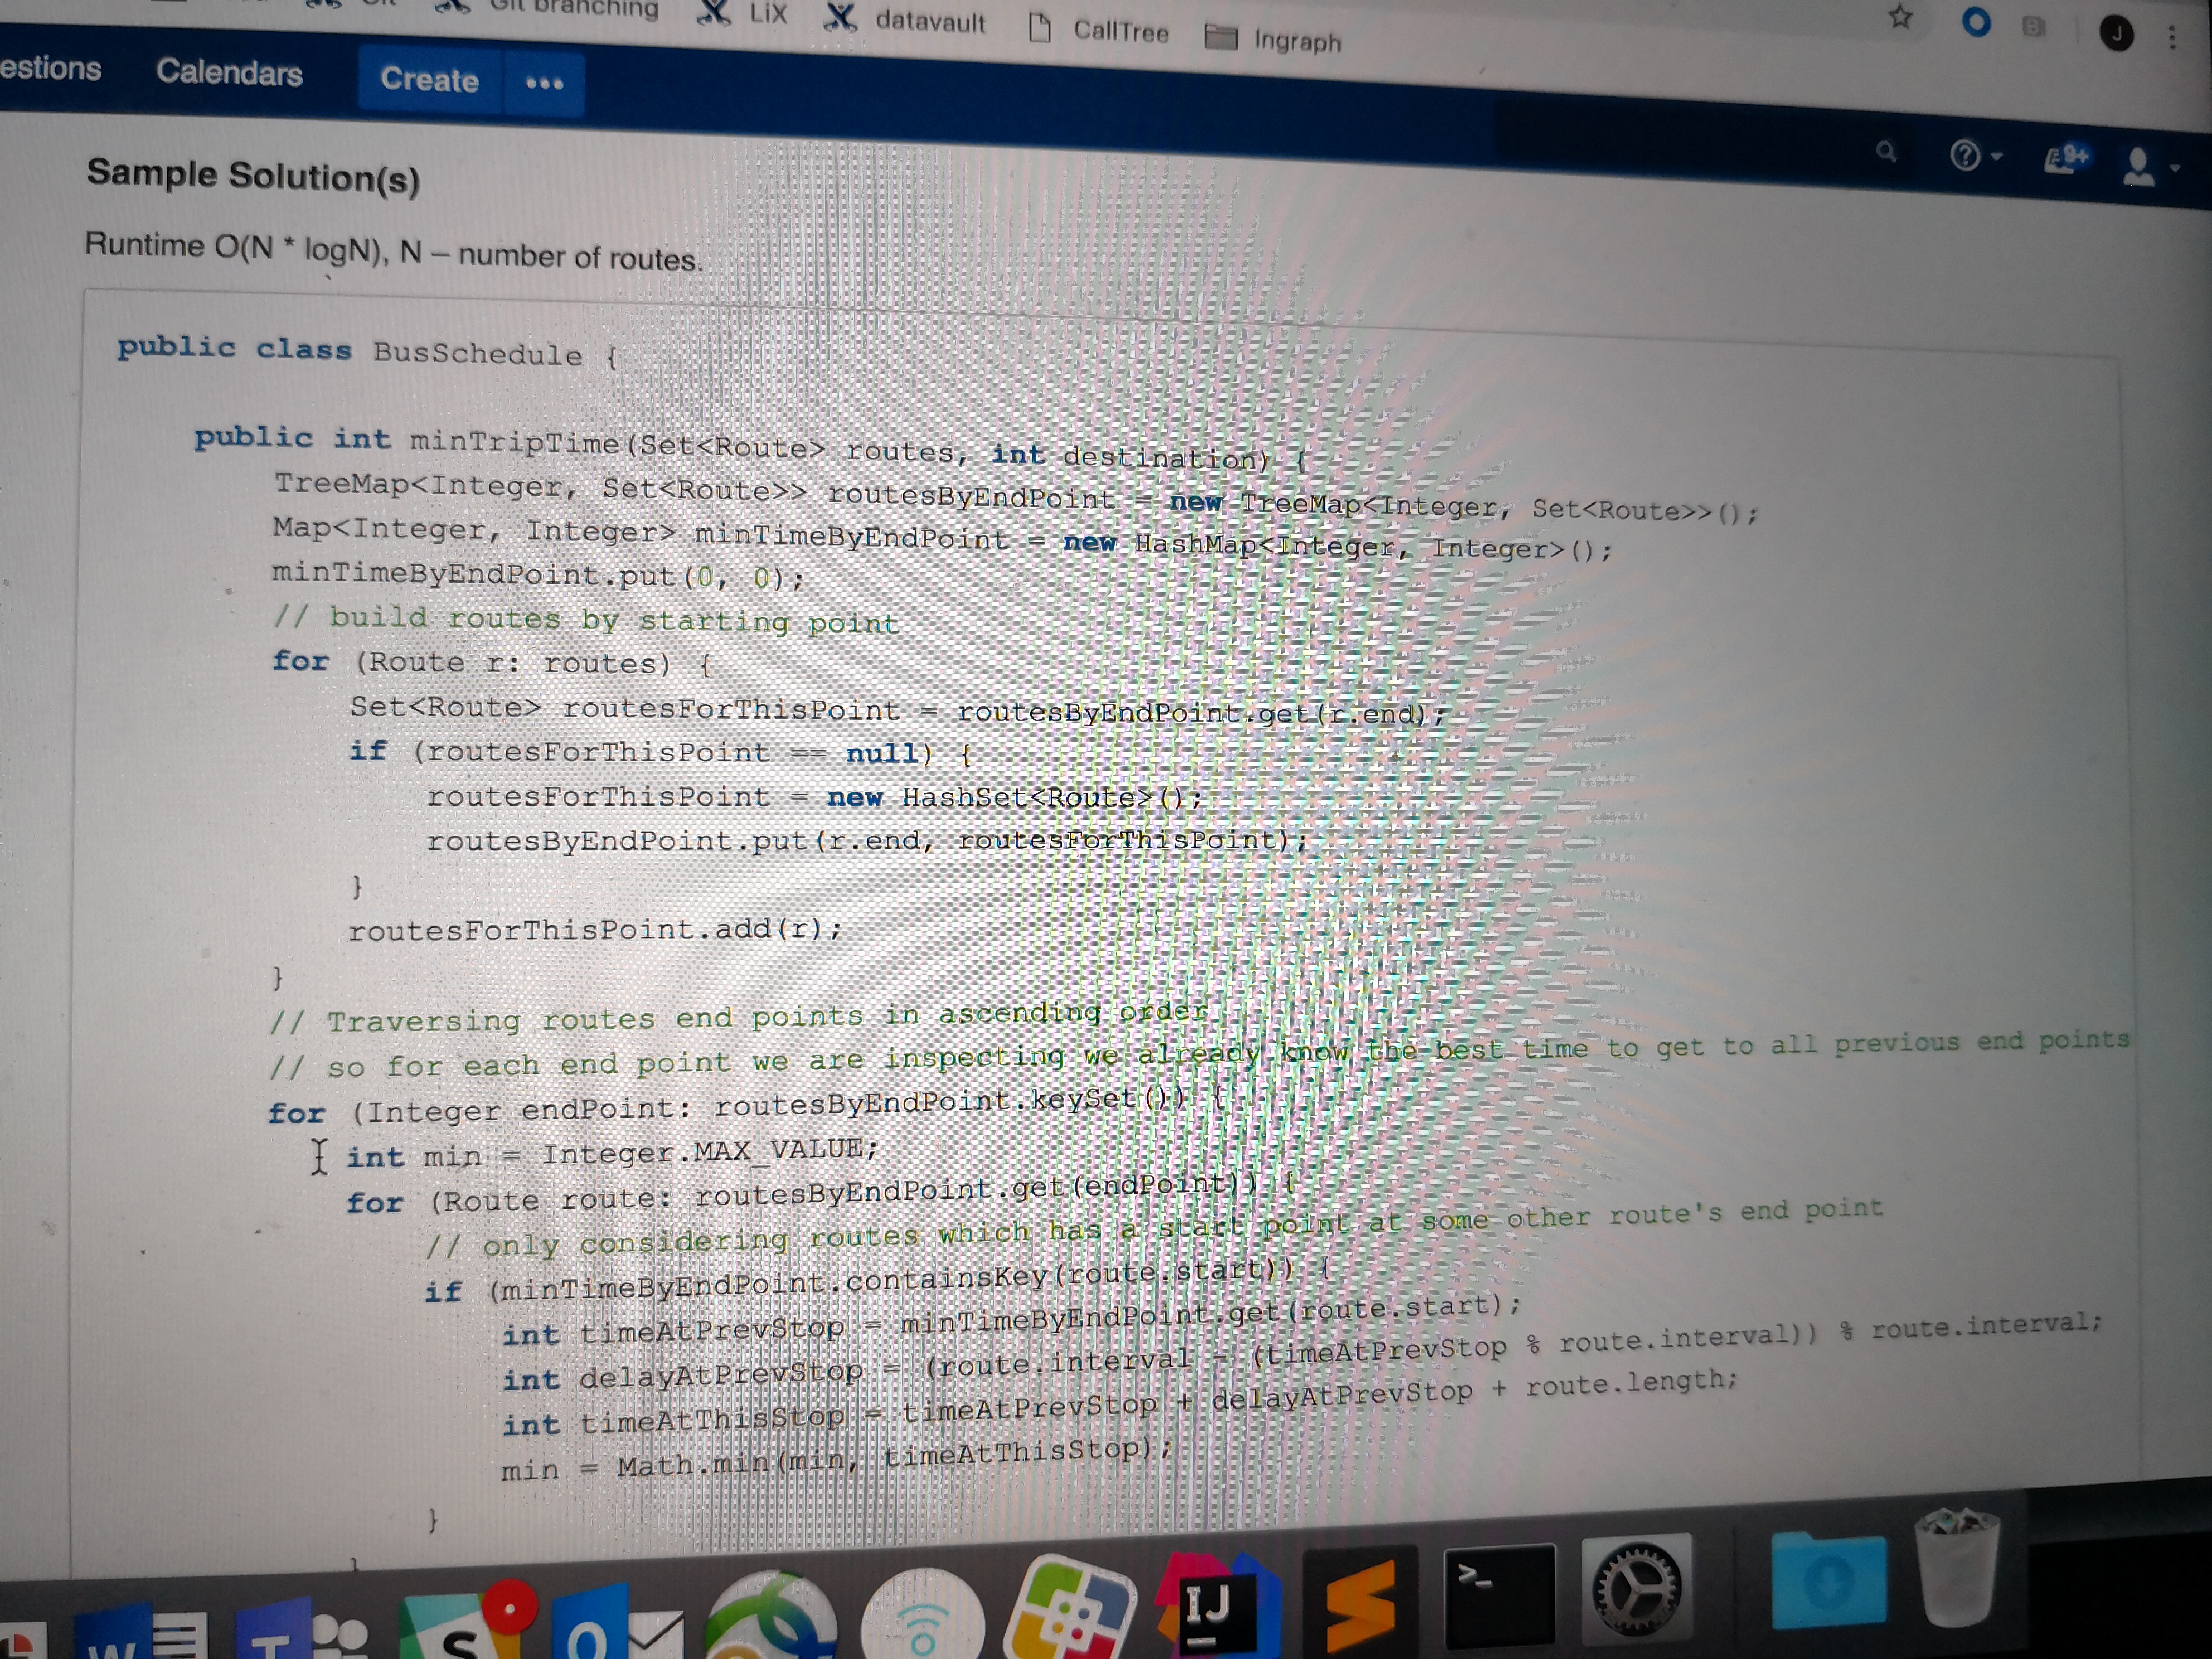 Git branching
LiX
datavault
CallTree
Ingraph
J
estions
Calendars
Create
•••
9+
Sample Solution(s)
Runtime O(N * logN), N – number of routes.
public class BusSchedule {
public int minTripTime(Set<Route> routes, int destination) {
TreeMap<Integer, Set<Route>> routesByEndPoint = new TreeMap<Integer, Set<Route>>();
Map<Integer, Integer> minTimeByEndPoint = new HashMap<Integer, Integer>();
minTimeByEndPoint.put(0, 0);
// build routes by starting point
for (Route r: routes) {
Set<Route> routesForThisPoint = routesByEndPoint.get(r.end);
if (routesForThisPoint == null) {
routesForThisPoint = new HashSet<Route>();
routesByEndPoint.put(r.end, routesForThisPoint);
}
routesForThisPoint.add(r);
}
// Traversing routes end points in ascending order
// so for each end point we are inspecting we already know the best time to get to all previous end points
for (Integer endPoint: routesByEndPoint.keySet()) {
int min = Integer.MAX_VALUE;
for (Route route: routesByEndPoint.get(endPoint)) {
// only considering routes which has a start point at some other route's end point
if (minTimeByEndPoint.containsKey(route.start)) {
int timeAtPrevStop = minTimeByEndPoint.get(route.start);
int delayAtPrevStop = (route.interval - (timeAtPrevStop % route.interval)) % route.interval;
int timeAtThisStop = timeAtPrevStop + delayAtPrevStop + route.length;
min = Math.min(min, timeAtThisStop);
}
W
T
S
O
IJ
>_